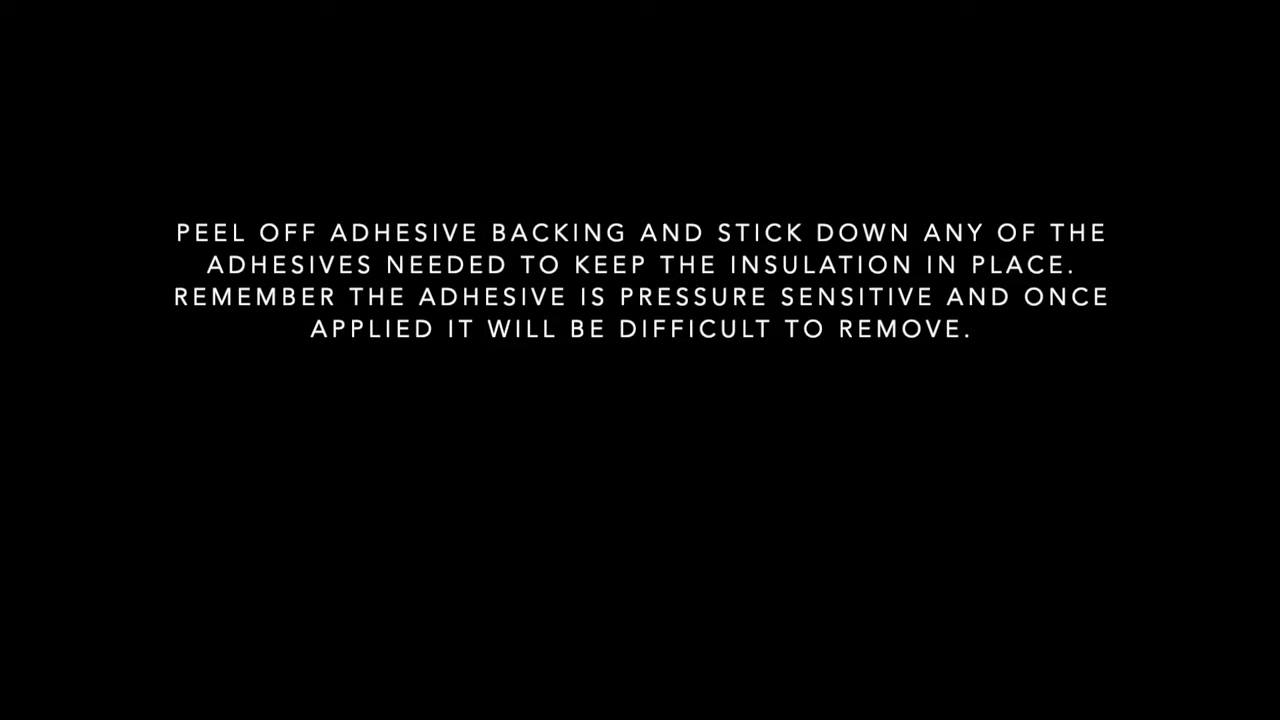 PEEL OFF ADHESIVE BACKING AND STICK DOWN ANY OF THE
ADHESIVES NEEDED TO KEEP THE INSULATION IN PLACE.
REMEMBER THE ADHESIVE IS PRESSURE SENSITIVE AND ONCE
APPLIED IT WILL BE DIFFICULT TO REMOVE.